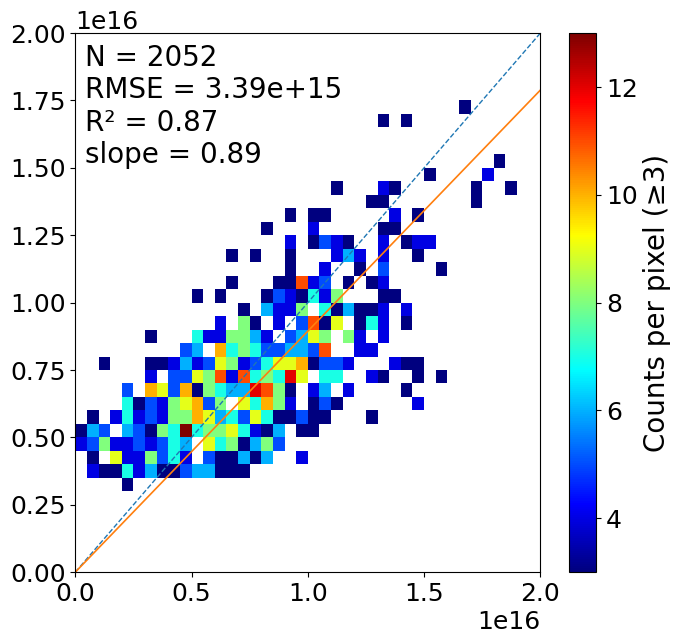 1e16
2.00
1.75
1.50
1.25
1.00
0.75
0.50
0.25
0.00
N = 2052
RMSE = 3.39e+15
R² = 0.87
slope = 0.89
0.0
0.5
1.0
1.5
2.0
1e16
12
10
8
6
4
Counts per pixel (≥3)